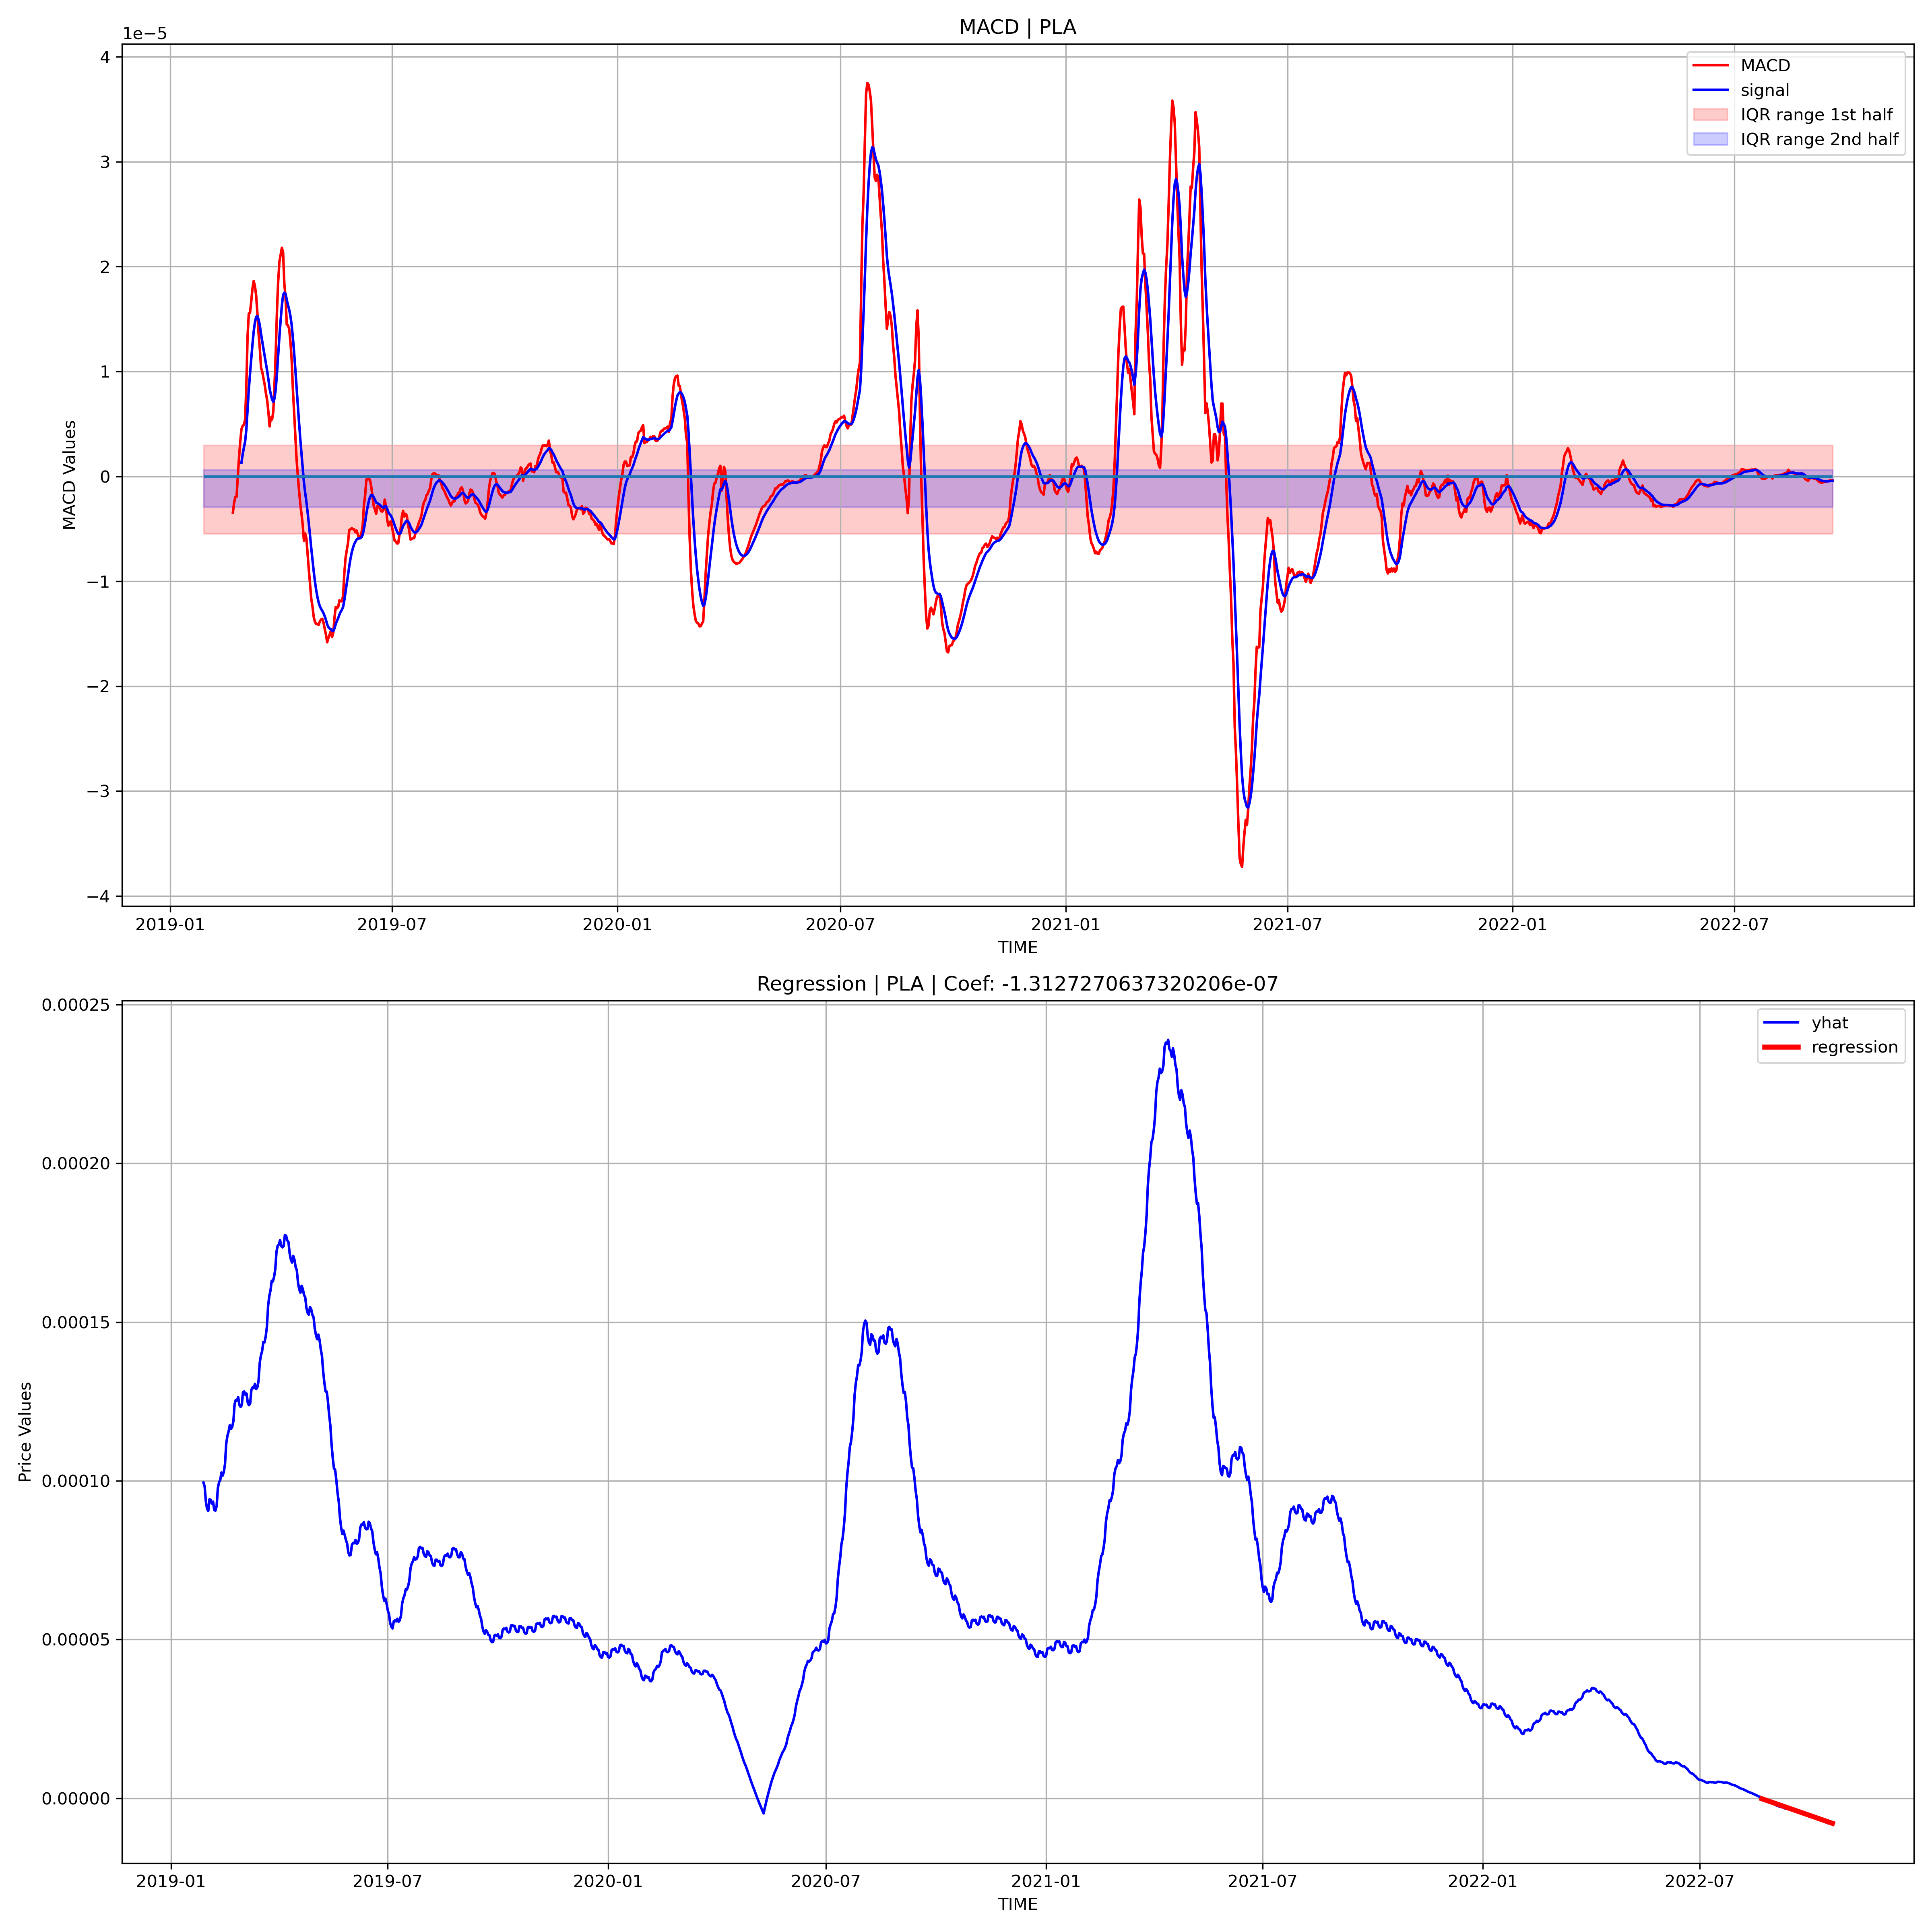 MACD | PLA
1e−5
4
3
2
1
0
−1
−2
−3
−4
MACD Values
MACD
signal
IQR range 1st half
IQR range 2nd half
2019-01 2019-07 2020-01 2020-07 2021-01 2021-07 2022-01 2022-07
TIME
Regression | PLA | Coef: -1.3127270637320206e-07
0.00025
0.00020
0.00015
0.00010
0.00005
0.00000
Price Values
yhat
regression
2019-01 2019-07 2020-01 2020-07 2021-01 2021-07 2022-01 2022-07
TIME